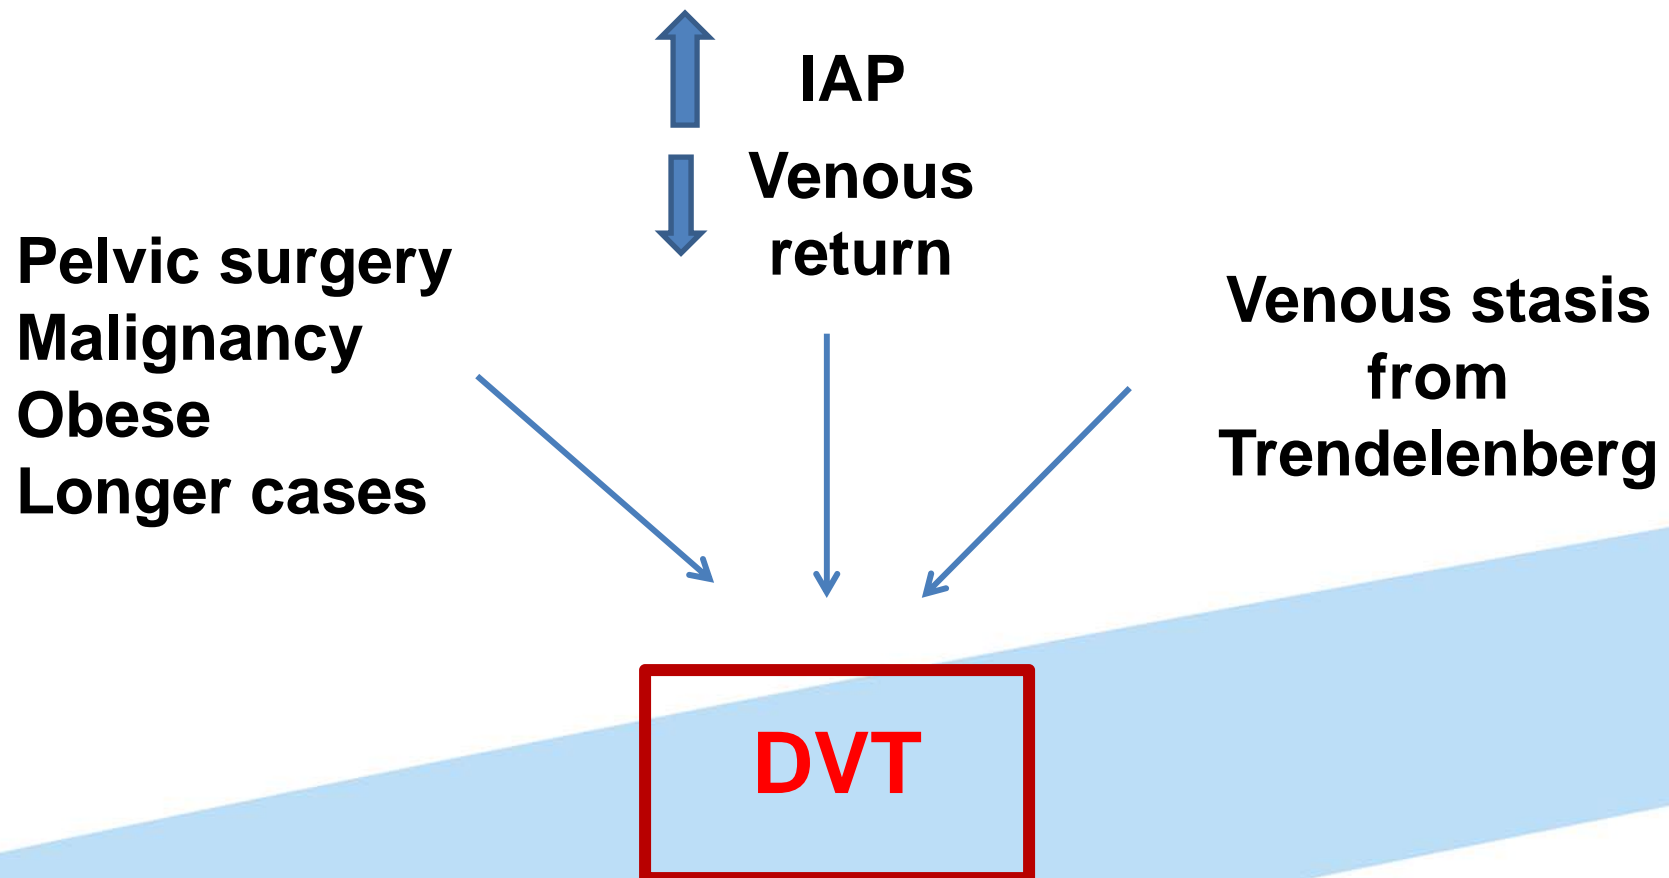 IAP
Venous
return
Pelvic surgery
Malignancy
Obese
Longer cases
Venous stasis
from
Trendelenberg
DVT